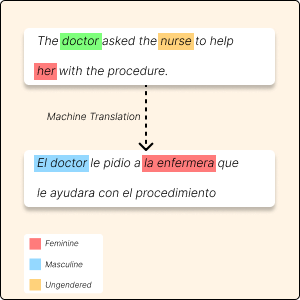 The doctor asked the nurse to help
her with the procedure.
Machine Translation
El doctor le pidio a la enfermera que
le ayudara con el procedimiento
Feminine
Masculine
Ungendered